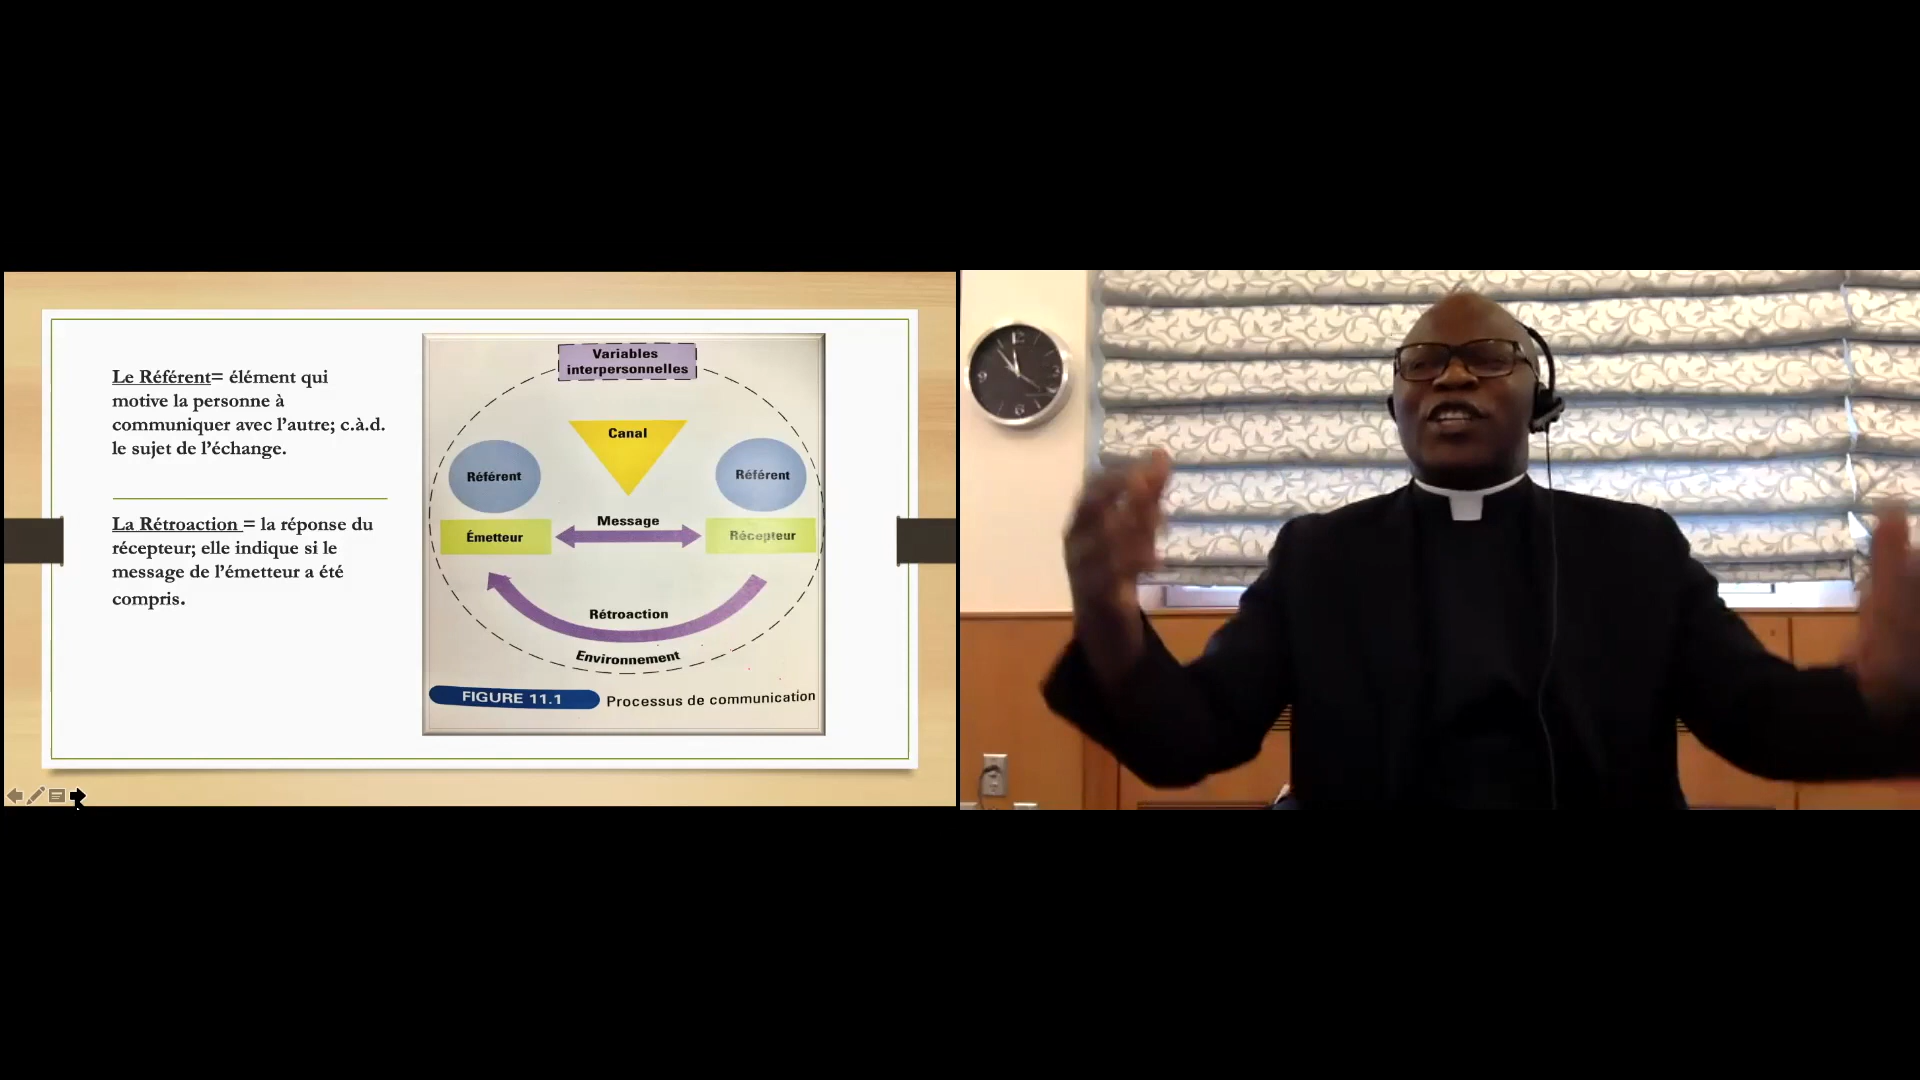 Le Référent= élément qui
motive la personne à
communiquer avec l’autre; c.à.d.
le sujet de l’échange.
La Rétroaction = la réponse du
récepteur; elle indique si le
message de l’émetteur a été
compris.
Variables
interpersonnelles
Canal
Référent
Référent
Message
Émetteur
Récepteur
Rétroaction
Environnement
FIGURE 11.1 Processus de communication